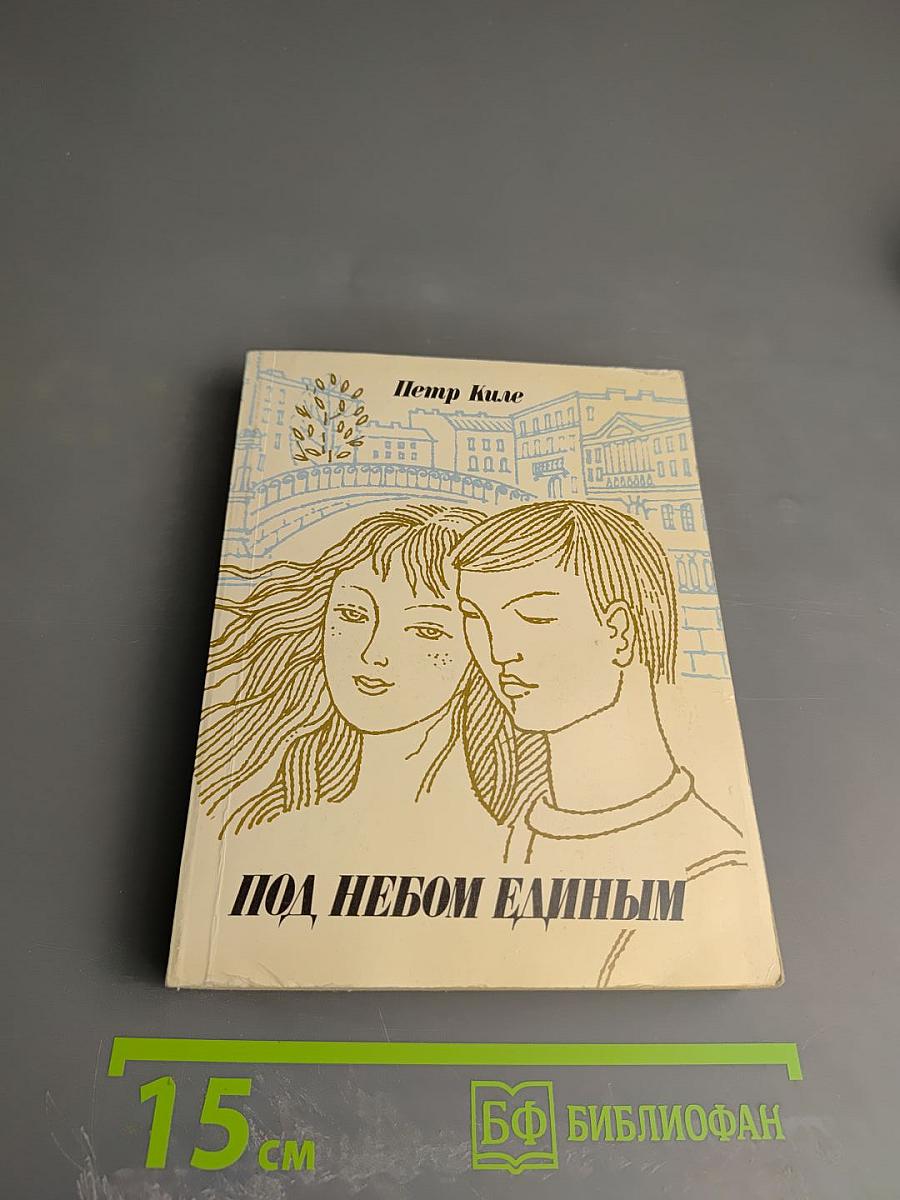 Петр Киле
ПОД НЕБОМ ЕДИНЫМ
15 см
БФ БИБЛИОФАН